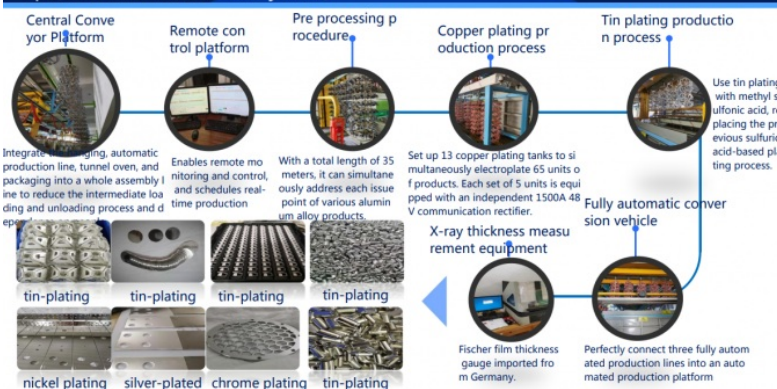 Central Conve
yor Platform
Integrate the hanging, automatic
production line, tunnel oven, and
packaging into a whole assembly l
ine to reduce the intermediate loa
ding and unloading process and d
Remote con
trol platform
Enables remote mo
nitoring and control,
and schedules real-
time production
Pre processing p
rocedure
With a total length of 35
meters, it can simultane
ously address each issue
point of various alumin
um alloy products.
Copper plating pr
oduction process
Set up 13 copper plating tanks to si
multaneously electroplate 65 units o
f products. Each set of 5 units is equi
pped with an independent 1500A 48
V communication rectifier.
Tin plating productio
n process
Use tin plating
with methyl s
ulfonic acid, re
placing the pr
evious sulfuric
acid-based pla
ting process.
Fully automatic conver
sion vehicle
Perfectly connect three fully autom
ated production lines into an auto
mated production platform
X-ray thickness measu
rement equipment
Fischer film thickness
gauge imported fro
m Germany.
tin-plating
tin-plating
tin-plating
tin-plating
nickel plating
silver-plated
chrome plating
tin-plating